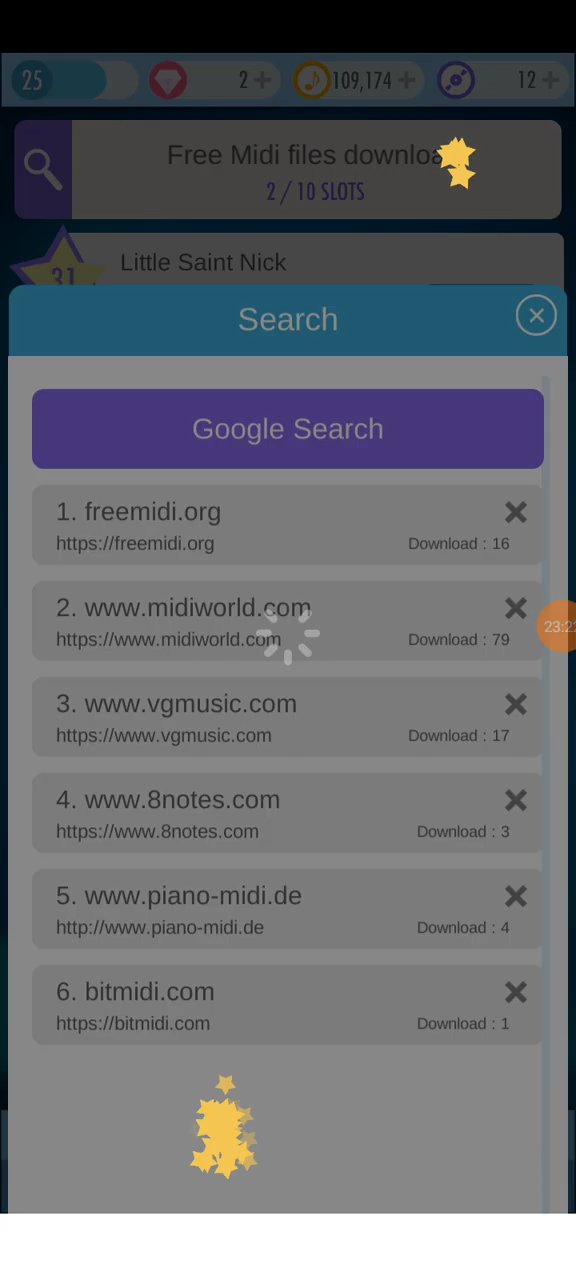 25 2 109,174 12
Free Midi files downloa
2 / 10 SLOTS
31 Little Saint Nick
Search
Google Search
1. freemidi.org
https://freemidi.org Download : 16
2. www.midiworld.com
https://www.midiworld.com Download : 79
23:22
3. www.vgmusic.com
https://www.vgmusic.com Download : 17
4. www.8notes.com
https://www.8notes.com Download : 3
5. www.piano-midi.de
http://www.piano-midi.de Download : 4
6. bitmidi.com
https://bitmidi.com Download : 1